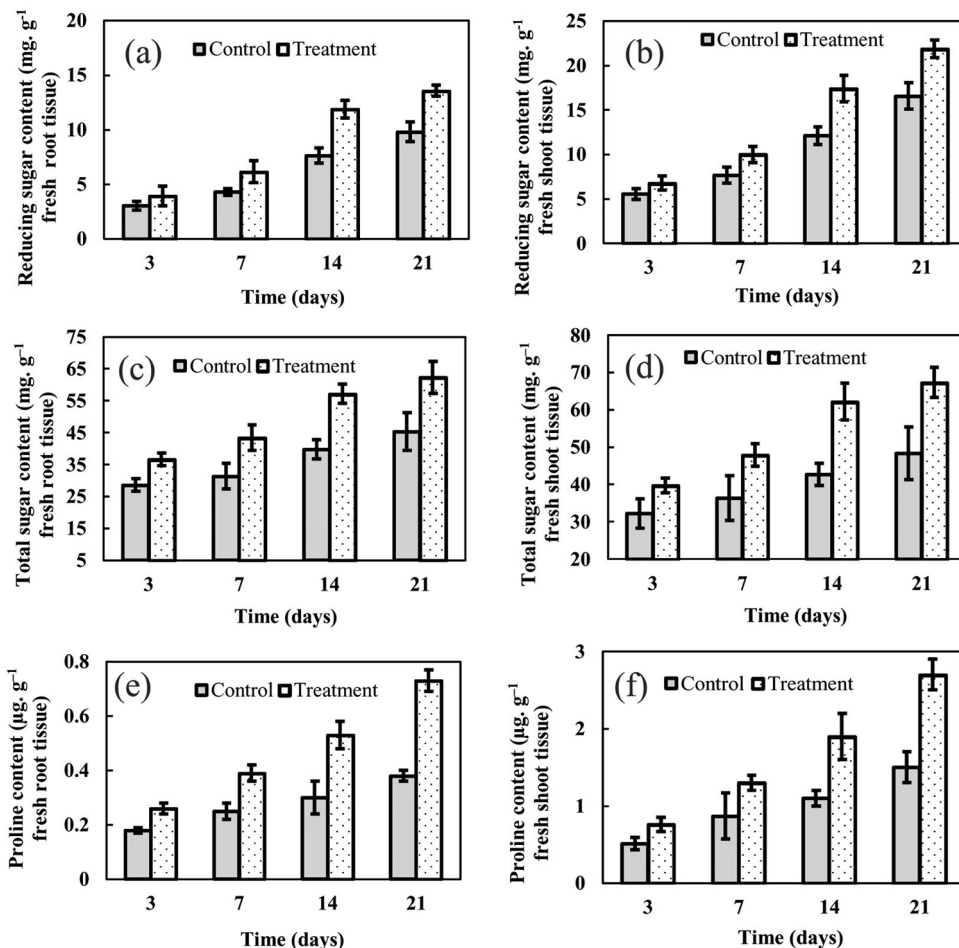 (a)
Control Treatment
Reducing sugar content (mg. g⁻¹
fresh root tissue)
20
15
10
5
0
3 7 14 21
Time (days)
(b)
Control Treatment
Reducing sugar content (mg. g⁻¹
fresh shoot tissue)
25
20
15
10
5
0
3 7 14 21
Time (days)
(c)
Control Treatment
Total sugar content (mg. g⁻¹
fresh root tissue)
75
65
55
45
35
25
15
5
3 7 14 21
Time (days)
(d)
Control Treatment
Total sugar content (mg. g⁻¹
fresh shoot tissue)
80
70
60
50
40
30
20
3 7 14 21
Time (days)
(e)
Control Treatment
Proline content (µg. g⁻¹
fresh root tissue)
0.8
0.6
0.4
0.2
0
3 7 14 21
Time (days)
(f)
Control Treatment
Proline content (µg. g⁻¹
fresh shoot tissue)
3
2
1
0
3 7 14 21
Time (days)